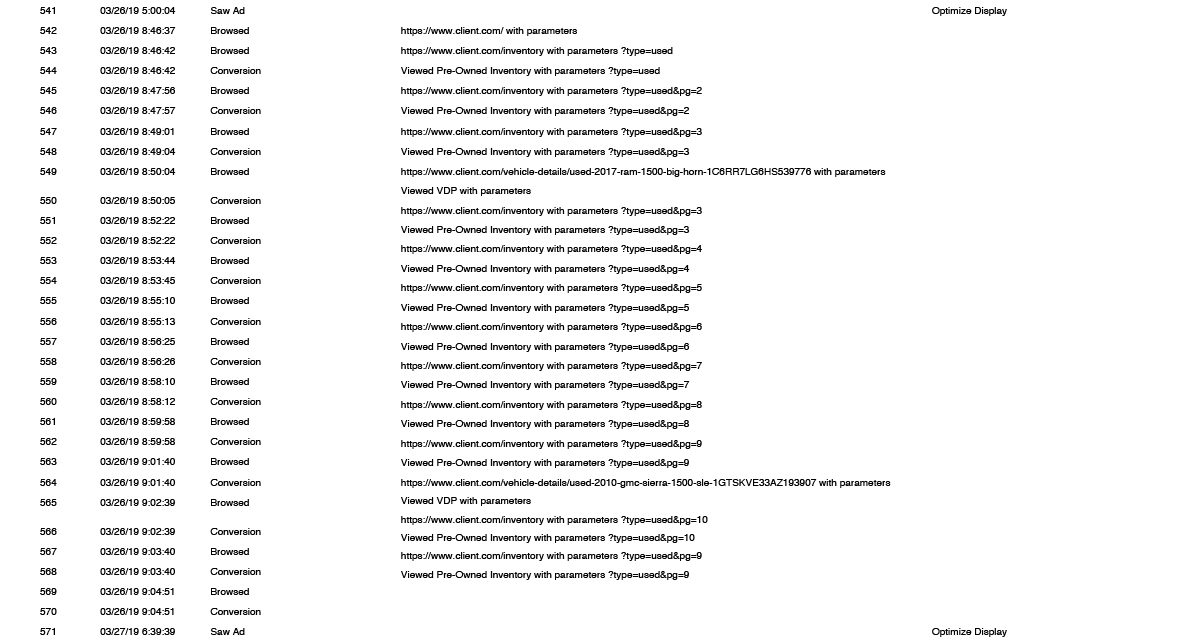 541 03/26/19 5:00:04 Saw Ad Optimize Display
542 03/26/19 8:46:37 Browsed https://www.client.com/ with parameters
543 03/26/19 8:46:42 Browsed https://www.client.com/inventory with parameters ?type=used
544 03/26/19 8:46:42 Conversion Viewed Pre-Owned Inventory with parameters ?type=used
545 03/26/19 8:47:56 Browsed https://www.client.com/inventory with parameters ?type=used&pg=2
546 03/26/19 8:47:57 Conversion Viewed Pre-Owned Inventory with parameters ?type=used&pg=2
547 03/26/19 8:49:01 Browsed https://www.client.com/inventory with parameters ?type=used&pg=3
548 03/26/19 8:49:04 Conversion Viewed Pre-Owned Inventory with parameters ?type=used&pg=3
549 03/26/19 8:50:04 Browsed https://www.client.com/vehicle-details/used-2017-ram-1500-big-horn-1C6RR7LG6HS539776 with parameters
550 03/26/19 8:50:05 Conversion Viewed VDP with parameters
551 03/26/19 8:52:22 Browsed https://www.client.com/inventory with parameters ?type=used&pg=3
552 03/26/19 8:52:22 Conversion Viewed Pre-Owned Inventory with parameters ?type=used&pg=3
553 03/26/19 8:53:44 Browsed https://www.client.com/inventory with parameters ?type=used&pg=4
554 03/26/19 8:53:45 Conversion Viewed Pre-Owned Inventory with parameters ?type=used&pg=4
555 03/26/19 8:55:10 Browsed https://www.client.com/inventory with parameters ?type=used&pg=5
556 03/26/19 8:55:13 Conversion Viewed Pre-Owned Inventory with parameters ?type=used&pg=5
557 03/26/19 8:56:25 Browsed https://www.client.com/inventory with parameters ?type=used&pg=6
558 03/26/19 8:56:26 Conversion Viewed Pre-Owned Inventory with parameters ?type=used&pg=6
559 03/26/19 8:58:10 Browsed https://www.client.com/inventory with parameters ?type=used&pg=7
560 03/26/19 8:58:12 Conversion Viewed Pre-Owned Inventory with parameters ?type=used&pg=7
561 03/26/19 8:59:58 Browsed https://www.client.com/inventory with parameters ?type=used&pg=8
562 03/26/19 8:59:58 Conversion Viewed Pre-Owned Inventory with parameters ?type=used&pg=8
563 03/26/19 9:01:40 Browsed https://www.client.com/inventory with parameters ?type=used&pg=9
564 03/26/19 9:01:40 Conversion Viewed Pre-Owned Inventory with parameters ?type=used&pg=9
565 03/26/19 9:02:39 Browsed https://www.client.com/vehicle-details/used-2010-gmc-sierra-1500-sle-1GTSKVE33AZ193907 with parameters
566 03/26/19 9:02:39 Conversion Viewed VDP with parameters
567 03/26/19 9:03:40 Browsed https://www.client.com/inventory with parameters ?type=used&pg=10
568 03/26/19 9:03:40 Conversion Viewed Pre-Owned Inventory with parameters ?type=used&pg=10
569 03/26/19 9:04:51 Browsed https://www.client.com/inventory with parameters ?type=used&pg=9
570 03/26/19 9:04:51 Conversion Viewed Pre-Owned Inventory with parameters ?type=used&pg=9
571 03/27/19 6:39:39 Saw Ad Optimize Display